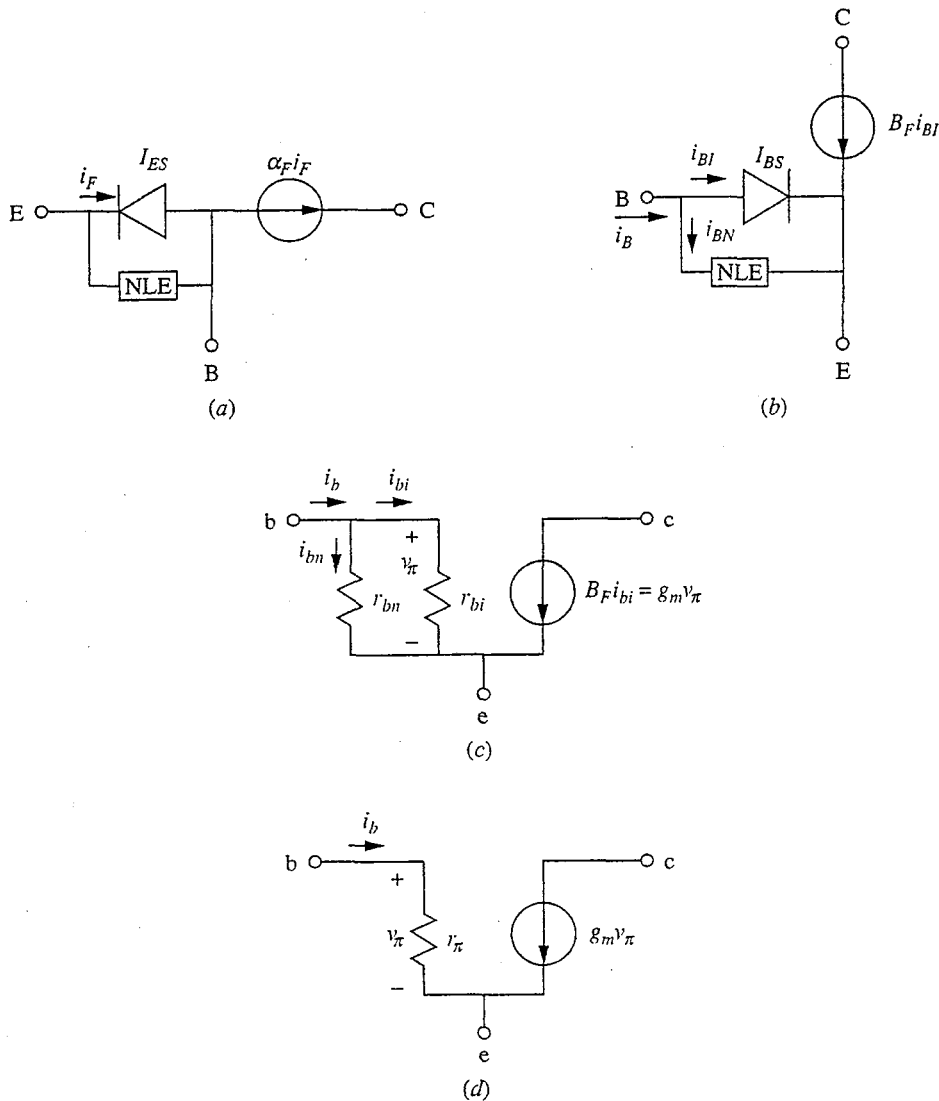 C
I_ES
α_F i_F
B_F i_BI
i_F
i_BI
I_BS
E
C
B
i_B
i_BN
NLE
NLE
B
E
(a)
(b)
i_b
i_bi
b
c
i_bn
+
v_π
r_bn
r_bi
B_F i_bi = g_m v_π
−
e
(c)
i_b
b
c
+
v_π
r_π
g_m v_π
−
e
(d)